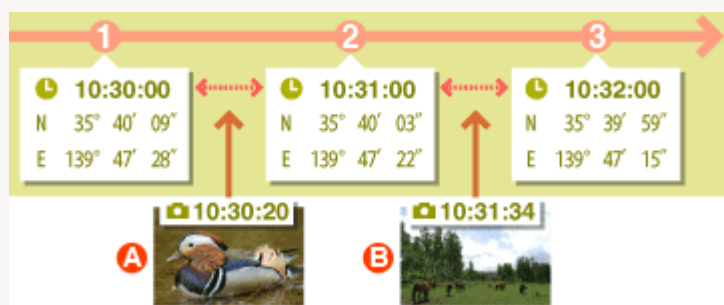 1 2 3
10:30:00 10:31:00 10:32:00
N 35° 40′ 09″ N 35° 40′ 03″ N 35° 39′ 59″
E 139° 47′ 28″ E 139° 47′ 22″ E 139° 47′ 15″
10:30:20 10:31:34
A B